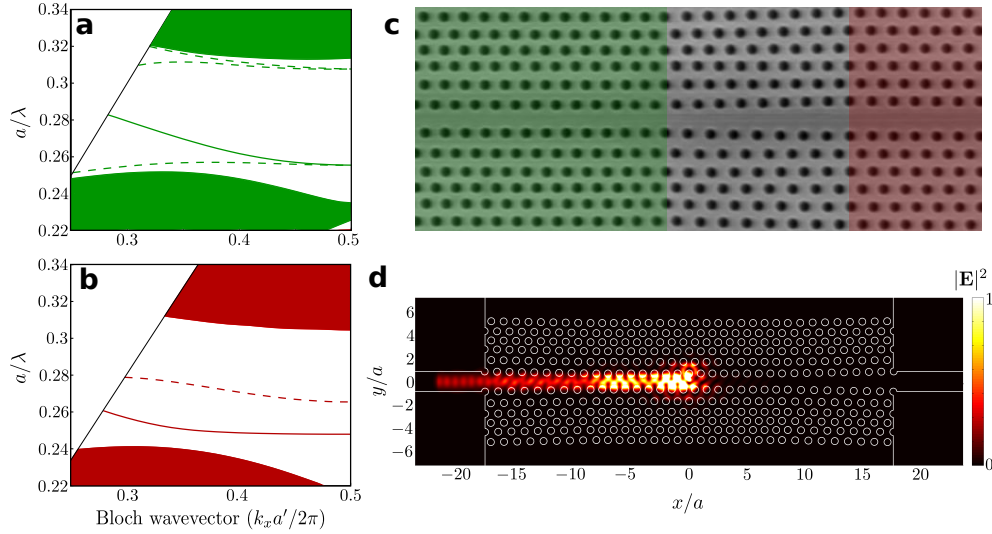 a
0.34
0.32
0.3
0.28
0.26
0.24
0.22
a/λ
0.3
0.4
0.5
b
0.34
0.32
0.3
0.28
0.26
0.24
0.22
a/λ
0.3
0.4
0.5
Bloch wavevector (kₓa′/2π)
c
d
|E|²
1
0
6
4
2
0
−2
−4
−6
y/a
−20 −15 −10 −5 0 5 10 15 20
x/a